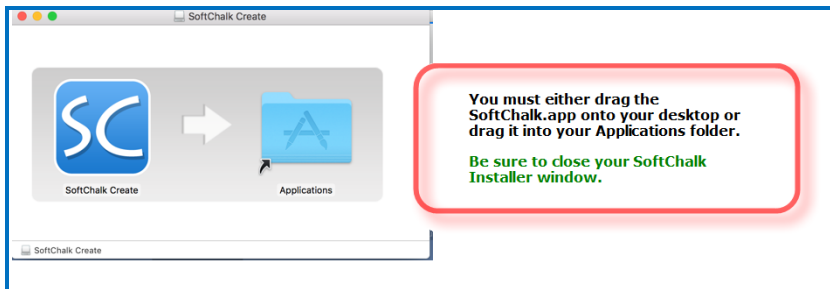 SoftChalk Create
SC
SoftChalk Create
Applications
SoftChalk Create
You must either drag the
SoftChalk.app onto your desktop or
drag it into your Applications folder.
Be sure to close your SoftChalk
Installer window.